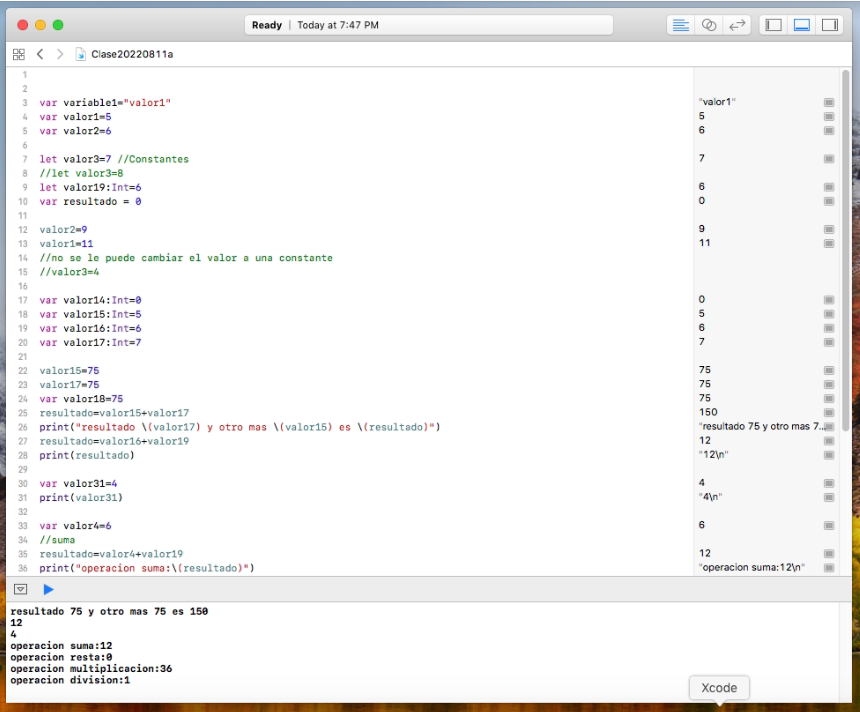 Ready | Today at 7:47 PM
Clase20220811a
1
2
3 var variable1="valor1" "valor1"
4 var valor1=5 5
5 var valor2=6 6
6
7 let valor3=7 //Constantes 7
8 //let valor3=8
9 let valor19:Int=6 6
10 var resultado = 0 0
11
12 valor2=9 9
13 valor1=11 11
14 //no se le puede cambiar el valor a una constante
15 //valor3=4
16
17 var valor14:Int=0 0
18 var valor15:Int=5 5
19 var valor16:Int=6 6
20 var valor17:Int=7 7
21
22 valor15=75 75
23 valor17=75 75
24 var valor18=75 75
25 resultado=valor15+valor17 150
26 print("resultado \(valor17) y otro mas \(valor15) es \(resultado)") "resultado 75 y otro mas 7...
27 resultado=valor16+valor19 12
28 print(resultado) "12\n"
29
30 var valor31=4 4
31 print(valor31) "4\n"
32
33 var valor4=6 6
34 //suma
35 resultado=valor4+valor19 12
36 print("operacion suma:\(resultado)") "operacion suma:12\n"
resultado 75 y otro mas 75 es 150
12
4
operacion suma:12
operacion resta:0
operacion multiplicacion:36
operacion division:1
Xcode